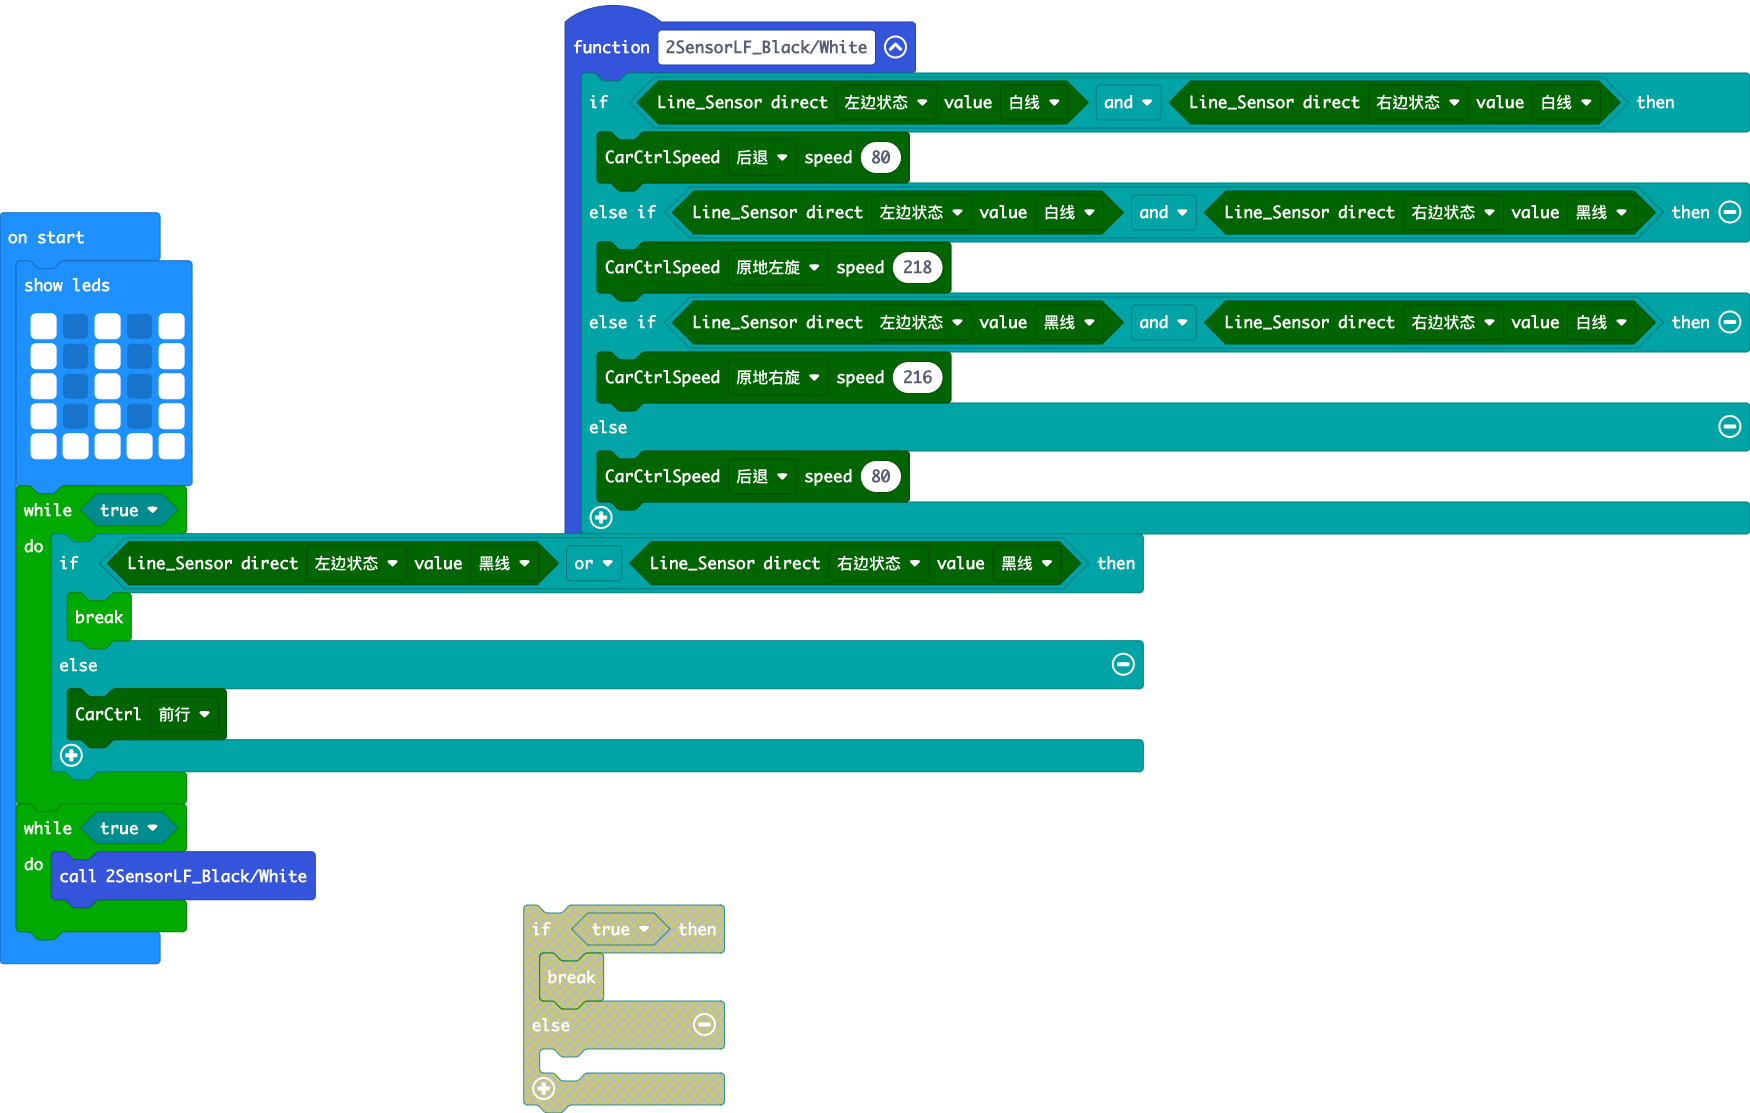 function 2SensorLF_Black/White
if Line_Sensor direct 左边状态 value 白线 and Line_Sensor direct 右边状态 value 白线 then
CarCtrlSpeed 后退 speed 80
else if Line_Sensor direct 左边状态 value 白线 and Line_Sensor direct 右边状态 value 黑线 then
CarCtrlSpeed 原地左旋 speed 218
else if Line_Sensor direct 左边状态 value 黑线 and Line_Sensor direct 右边状态 value 白线 then
CarCtrlSpeed 原地右旋 speed 216
else
CarCtrlSpeed 后退 speed 80
on start
show leds
while true
do
if Line_Sensor direct 左边状态 value 黑线 or Line_Sensor direct 右边状态 value 黑线 then
break
else
CarCtrl 前行
while true
do
call 2SensorLF_Black/White
if true then
break
else